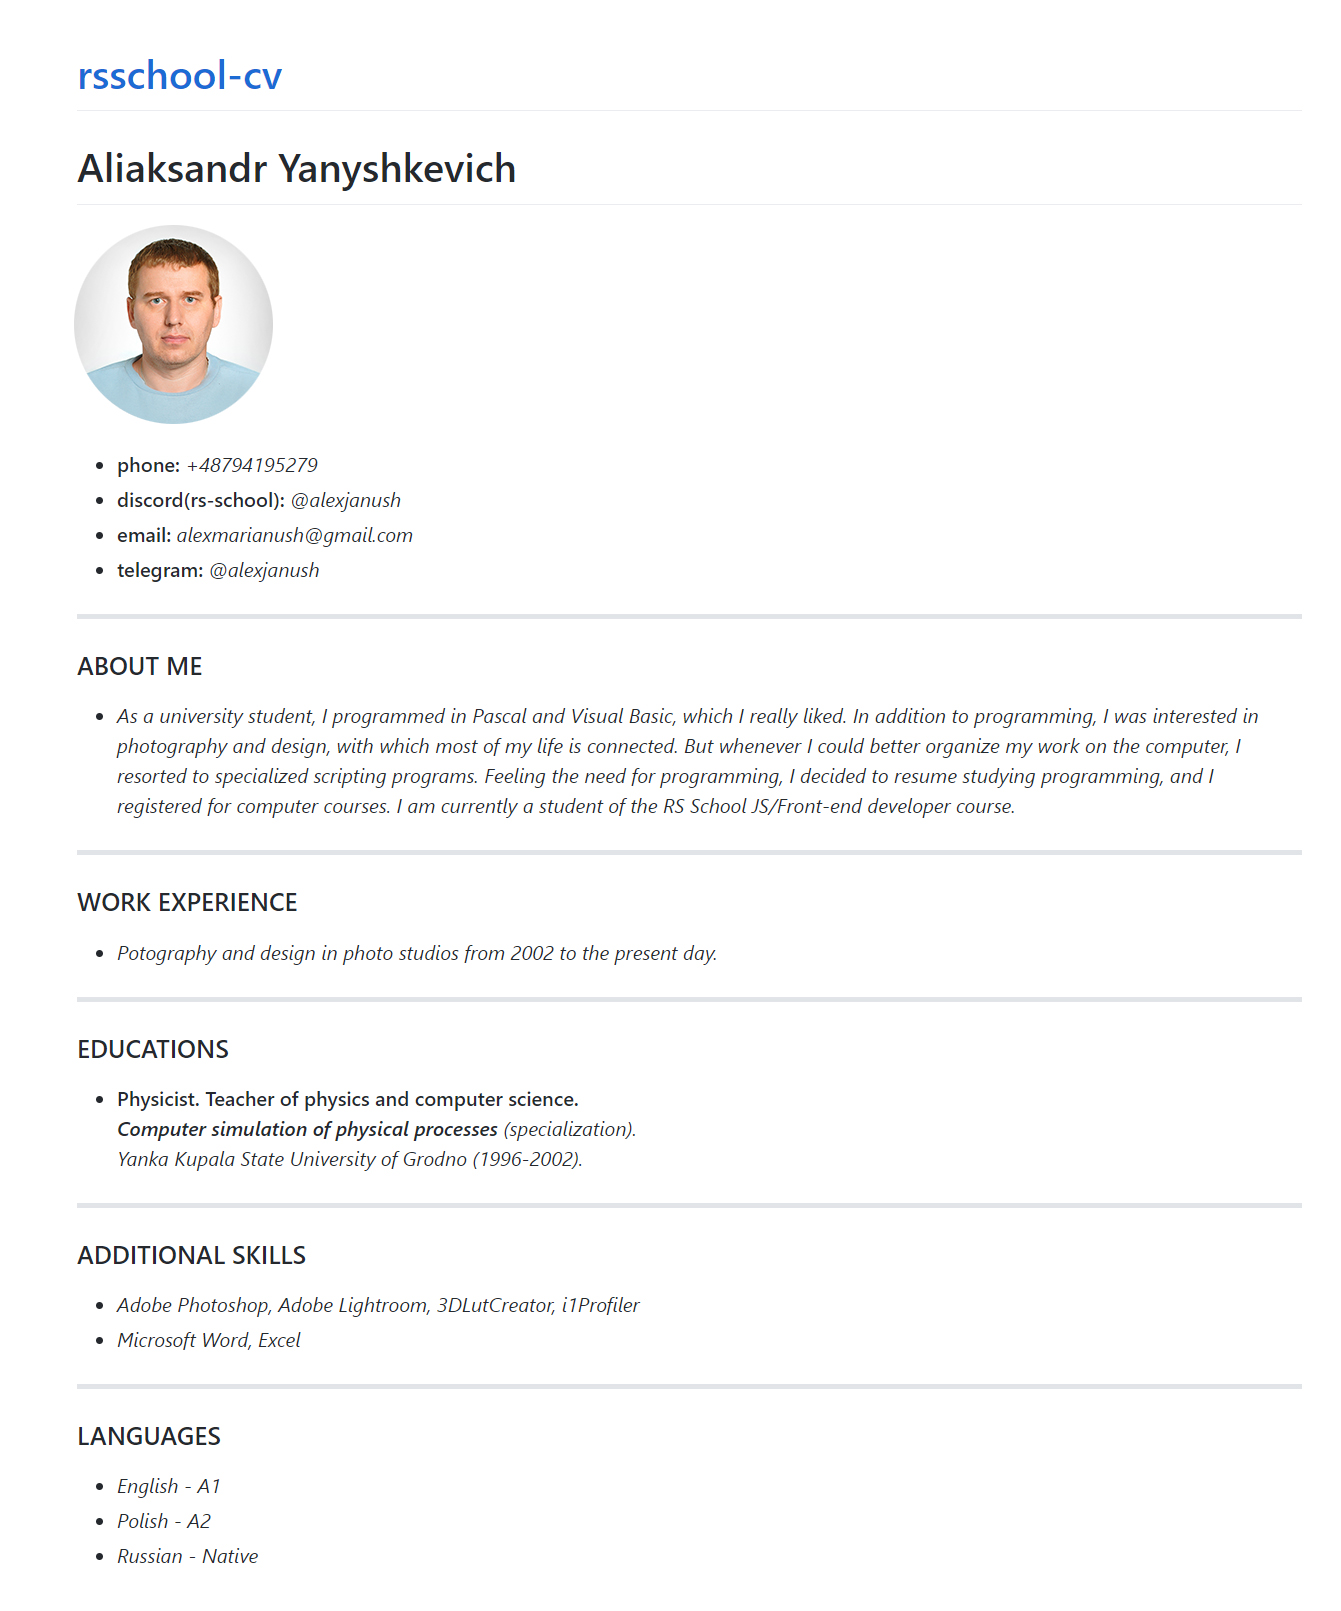 rsschool-cv
Aliaksandr Yanyshkevich
phone: +48794195279
discord(rs-school): @alexjanush
email: alexmarianush@gmail.com
telegram: @alexjanush
ABOUT ME
As a university student, I programmed in Pascal and Visual Basic, which I really liked. In addition to programming, I was interested in
photography and design, with which most of my life is connected. But whenever I could better organize my work on the computer, I
resorted to specialized scripting programs. Feeling the need for programming, I decided to resume studying programming, and I
registered for computer courses. I am currently a student of the RS School JS/Front-end developer course.
WORK EXPERIENCE
Potography and design in photo studios from 2002 to the present day.
EDUCATIONS
Physicist. Teacher of physics and computer science.
Computer simulation of physical processes (specialization).
Yanka Kupala State University of Grodno (1996-2002).
ADDITIONAL SKILLS
Adobe Photoshop, Adobe Lightroom, 3DLutCreator, i1Profiler
Microsoft Word, Excel
LANGUAGES
English - A1
Polish - A2
Russian - Native